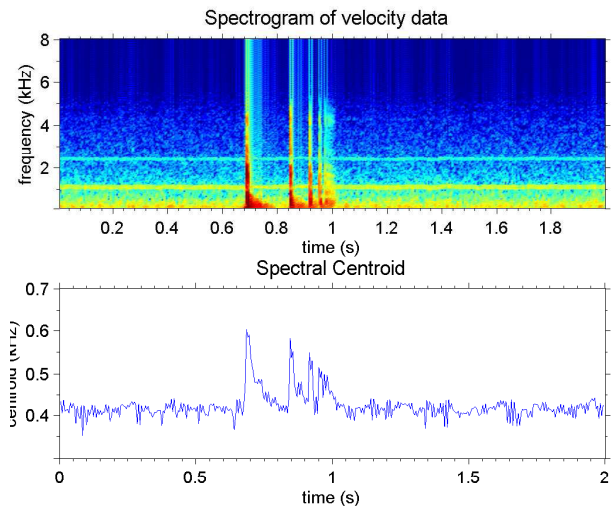 Spectrogram of velocity data
frequency (kHz)
8
6
4
2
0.2 0.4 0.6 0.8 1 1.2 1.4 1.6 1.8
time (s)
Spectral Centroid
entroid (kHz)
0.7
0.6
0.5
0.4
0 0.5 1 1.5 2
time (s)